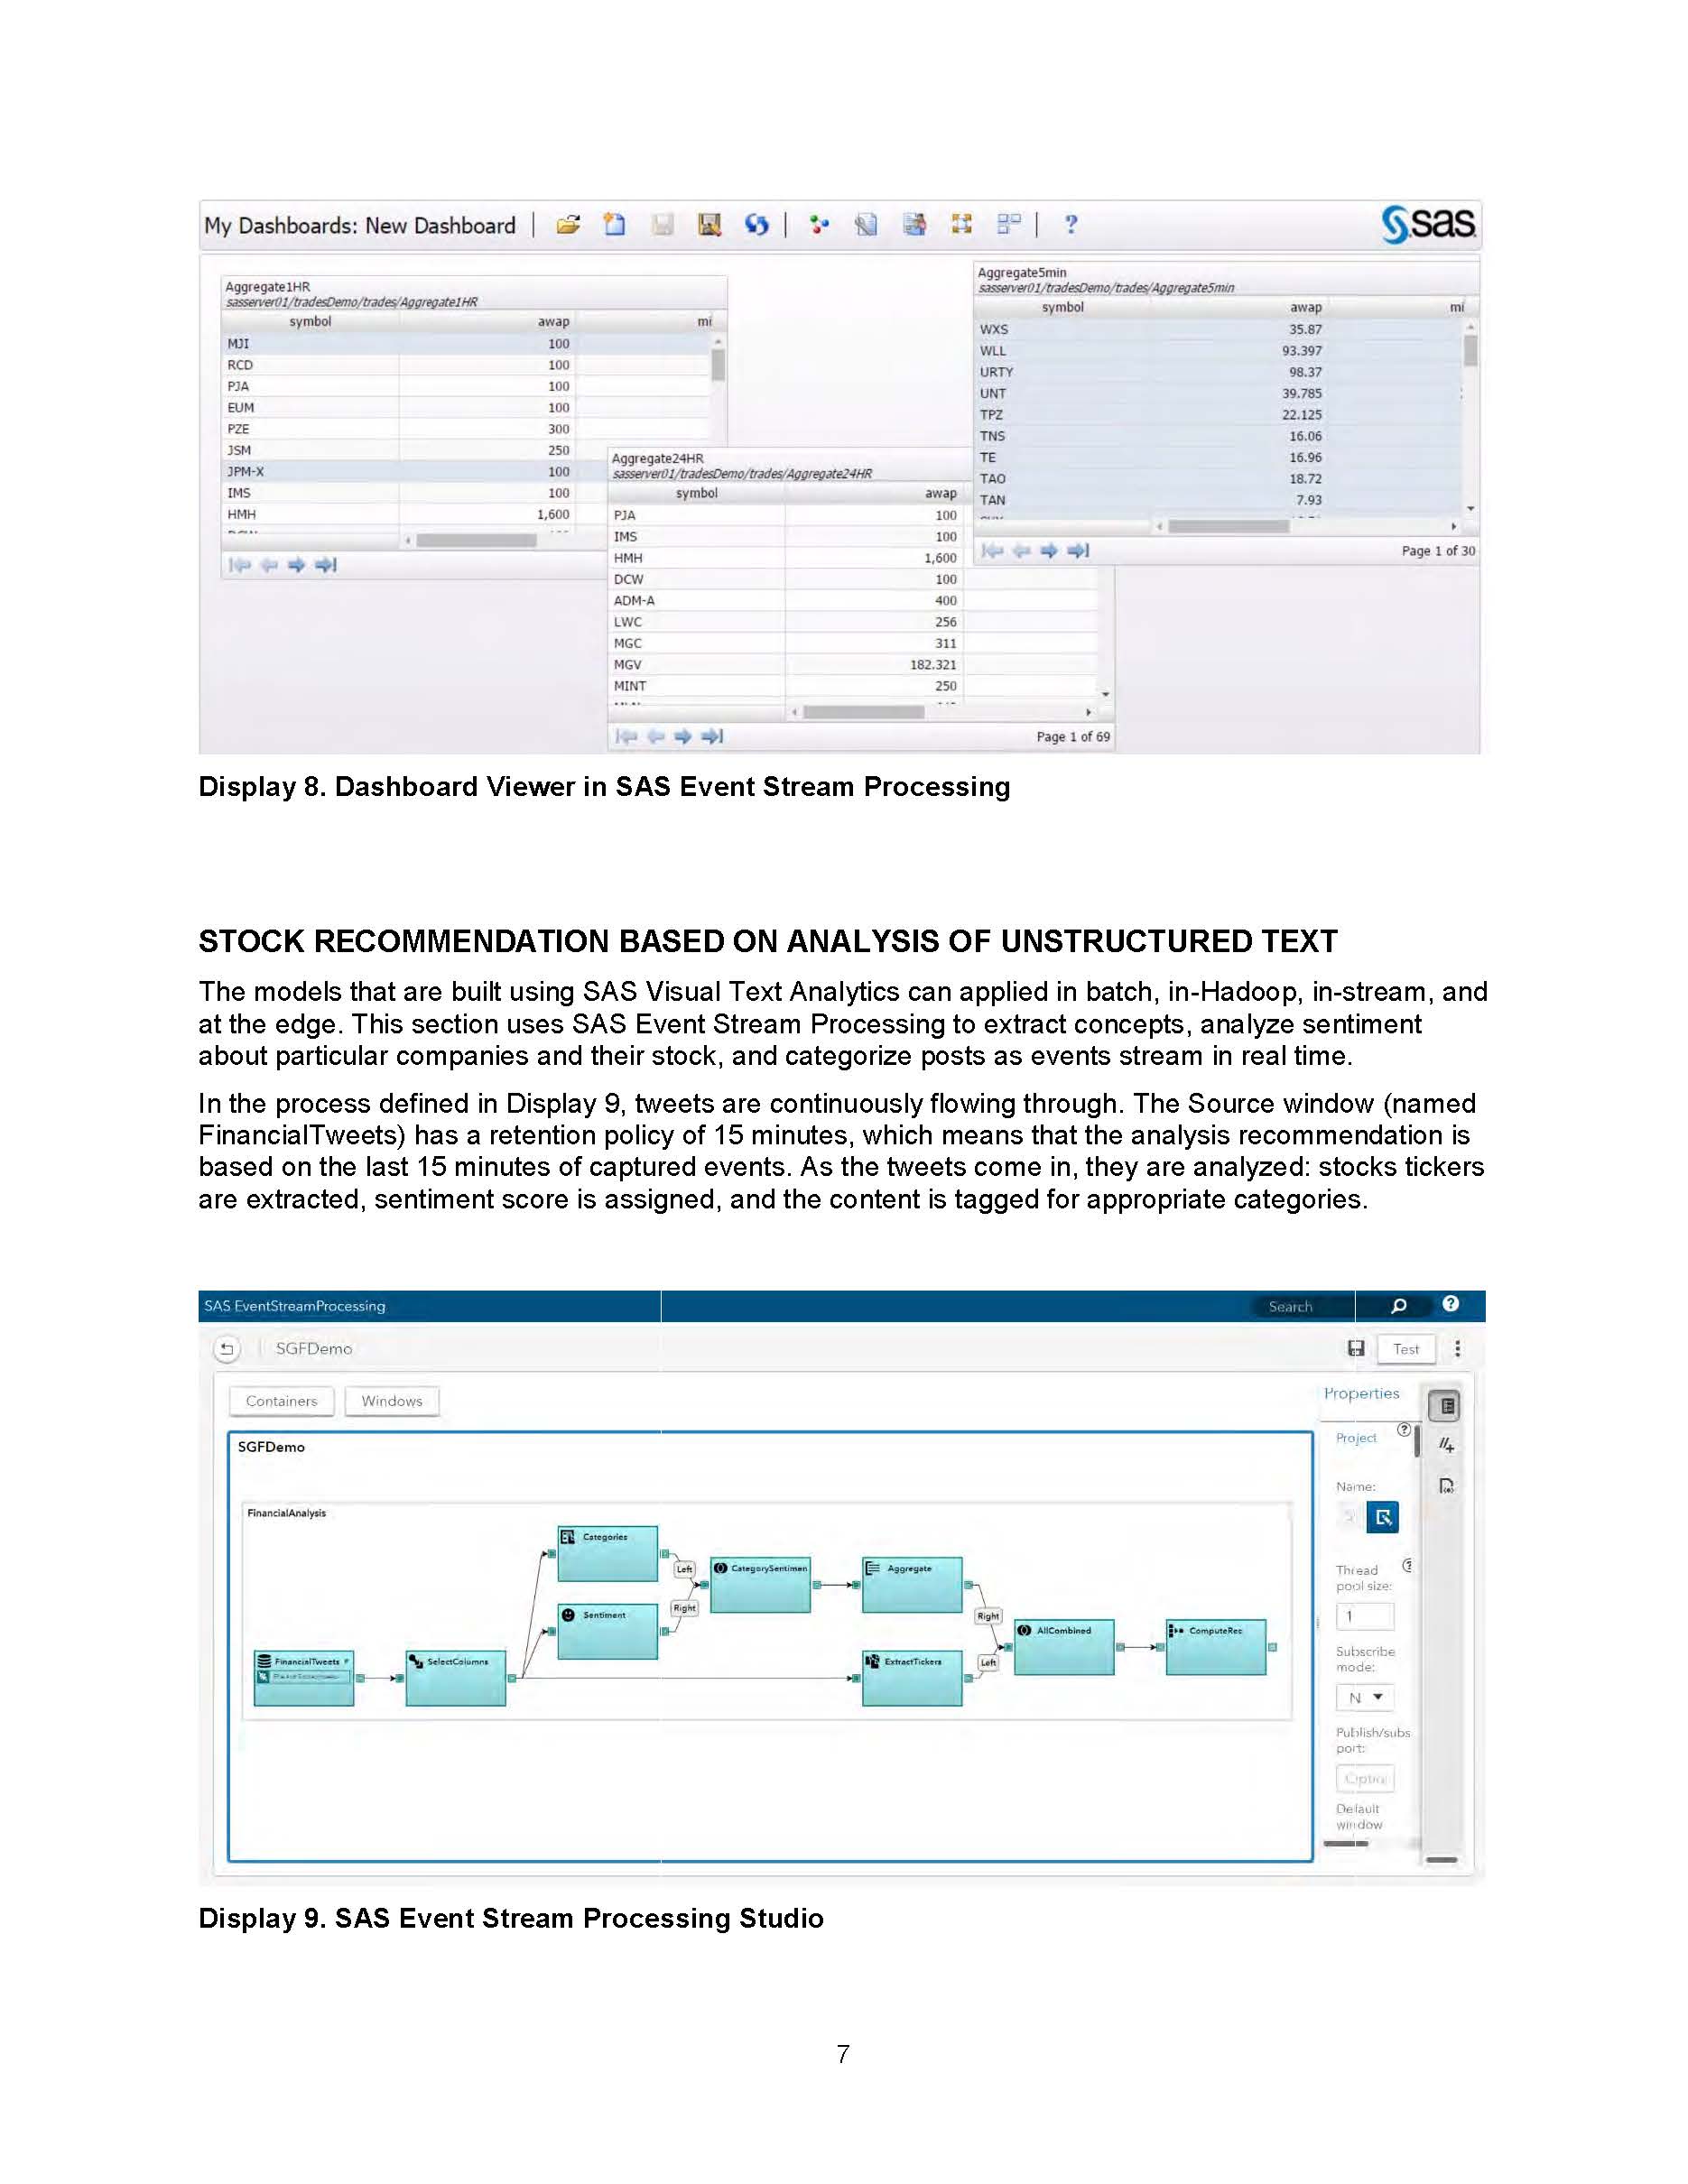 My Dashboards: New Dashboard
?
sas
Aggregate1HR
sasserver01/tradesDemo/trades/Aggregate1HR
symbol awap mi
MJI 100
RCD 100
PJA 100
EUM 100
PZE 300
JSM 250
JPM-X 100
IMS 100
HMH 1,600
Aggregate24HR
sasserver01/tradesDemo/trades/Aggregate24HR
symbol awap
PJA 100
IMS 100
HMH 1,600
DCW 100
ADM-A 400
LWC 256
MGC 311
MGV 182.321
MINT 250
Page 1 of 69
Aggregate5min
sasserver01/tradesDemo/trades/Aggregate5min
symbol awap mi
WXS 35.87
WLL 93.397
URTY 98.37
UNT 39.785
TPZ 22.125
TNS 16.06
TE 16.96
TAO 18.72
TAN 7.93
Page 1 of 30
Display 8. Dashboard Viewer in SAS Event Stream Processing
STOCK RECOMMENDATION BASED ON ANALYSIS OF UNSTRUCTURED TEXT
The models that are built using SAS Visual Text Analytics can applied in batch, in-Hadoop, in-stream, and
at the edge. This section uses SAS Event Stream Processing to extract concepts, analyze sentiment
about particular companies and their stock, and categorize posts as events stream in real time.
In the process defined in Display 9, tweets are continuously flowing through. The Source window (named
FinancialTweets) has a retention policy of 15 minutes, which means that the analysis recommendation is
based on the last 15 minutes of captured events. As the tweets come in, they are analyzed: stocks tickers
are extracted, sentiment score is assigned, and the content is tagged for appropriate categories.
SAS EventStreamProcessing
Search
?
SGFDemo
Test
Containers
Windows
SGFDemo
FinancialAnalysis
Categories
Left
CategorySentimen
Aggregate
Sentiment
Right
Right
AllCombined
ComputeRec
FinancialTweets
SelectColumns
ExtractTickers
Left
Properties
Project
?
Name:
Thread
pool size:
1
Subscribe
mode:
N
Publish/subs
port:
Option
Default
window
Display 9. SAS Event Stream Processing Studio
7